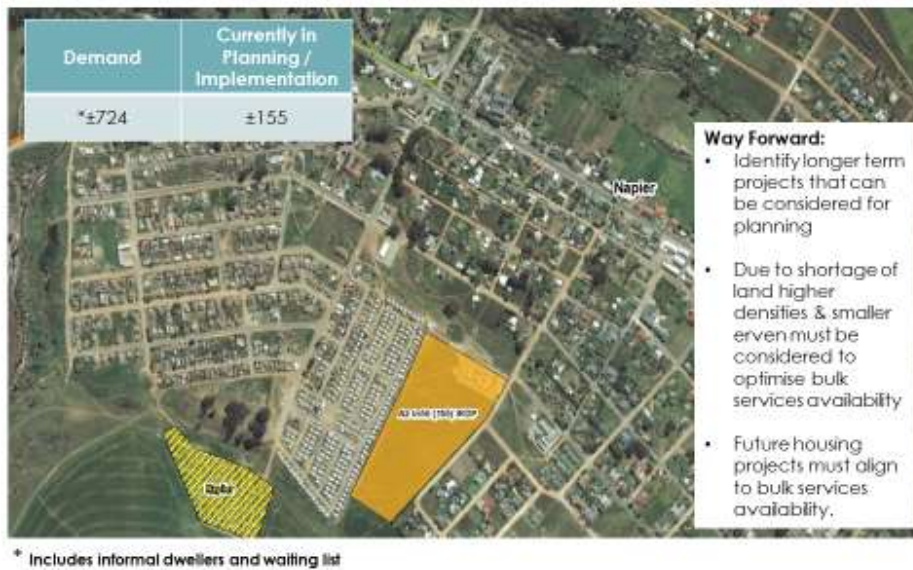 Demand
Currently in
Planning /
Implementation
*±724
±155
Napier
Way Forward:
• Identify longer term
projects that can
be considered for
planning
• Due to shortage of
land higher
densities & smaller
erven must be
considered to
optimise bulk
services availability
• Future housing
projects must align
to bulk services
availability.
* Includes informal dwellers and waiting list